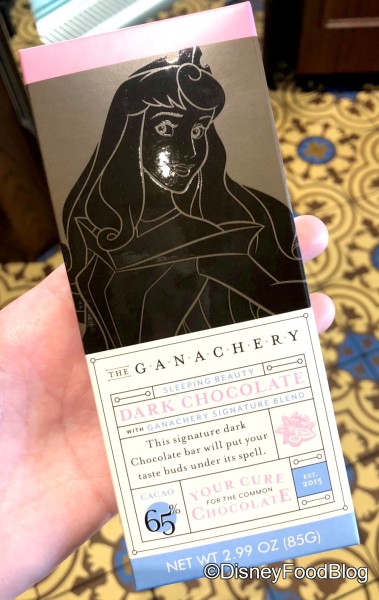 THE G·A·N·A·C·H·E·R·Y
SLEEPING BEAUTY
DARK CHOCOLATE
WITH GANACHERY SIGNATURE BLEND
This signature dark
Chocolate bar will put your
taste buds under its spell.
CACAO
65%
YOUR CURE
FOR THE COMMON
CHOCOLATE
EST.
2015
NET WT 2.99 OZ (85G)
©DisneyFoodBlog